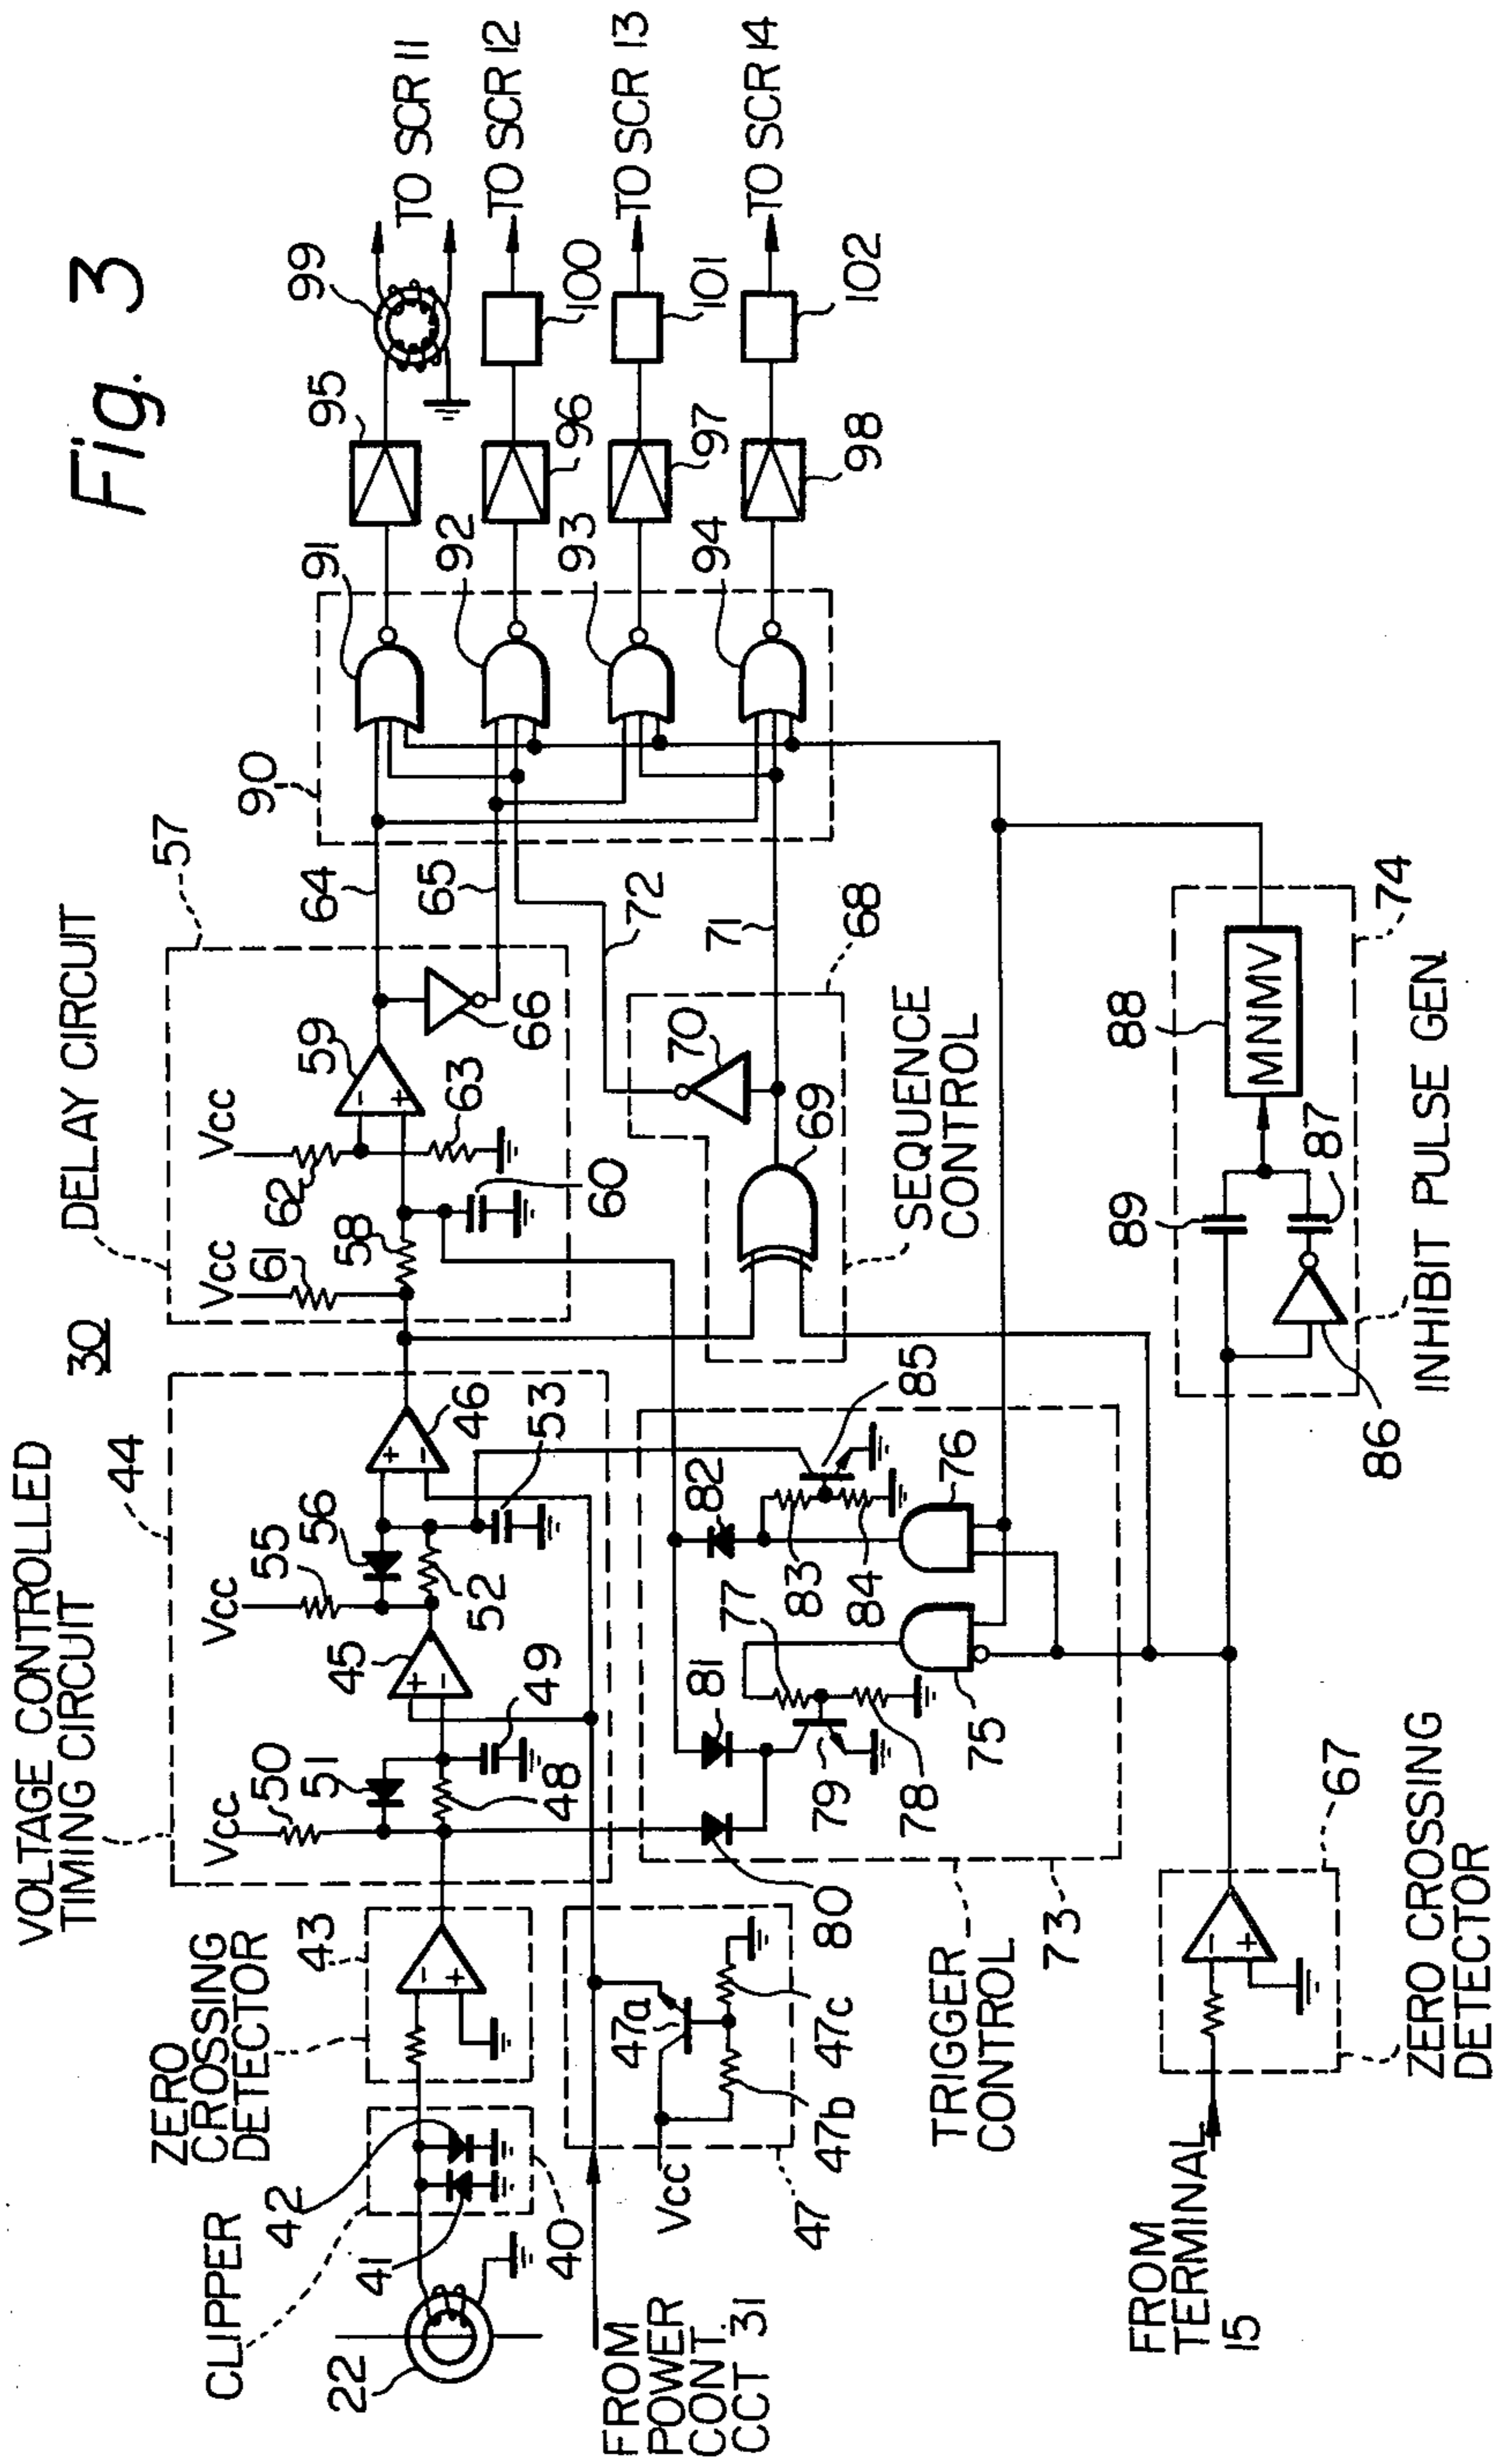 Fig. 3
30
VOLTAGE CONTROLLED
TIMING CIRCUIT
44
DELAY CIRCUIT
57
ZERO
CROSSING
DETECTOR
43
CLIPPER
42
41
40
22
Vcc
50
51
48
49
45
Vcc
55
56
52
53
46
Vcc
61
58
60
Vcc
62
63
59
66
64
65
72
71
90
91
92
93
94
95
96
97
98
99
100
101
102
TO SCR 11
TO SCR 12
TO SCR 13
TO SCR 14
FROM
POWER
CONT.
CCT 31
Vcc
47a
47b
47c
47
TRIGGER
CONTROL
73
80
81
79
77
78
75
82
83
84
85
76
SEQUENCE
CONTROL
68
69
70
FROM
TERMINAL
15
ZERO CROSSING
DETECTOR
67
INHIBIT PULSE GEN.
74
86
87
89
88
MNMV